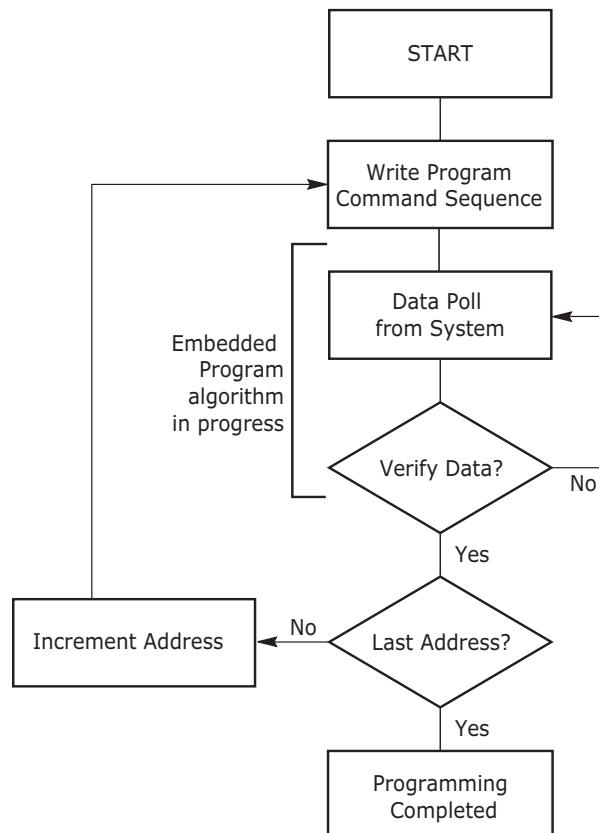 START
Write Program
Command Sequence
Data Poll
from System
Embedded
Program
algorithm
in progress
Verify Data?
No
Yes
Last Address?
No
Increment Address
Yes
Programming
Completed